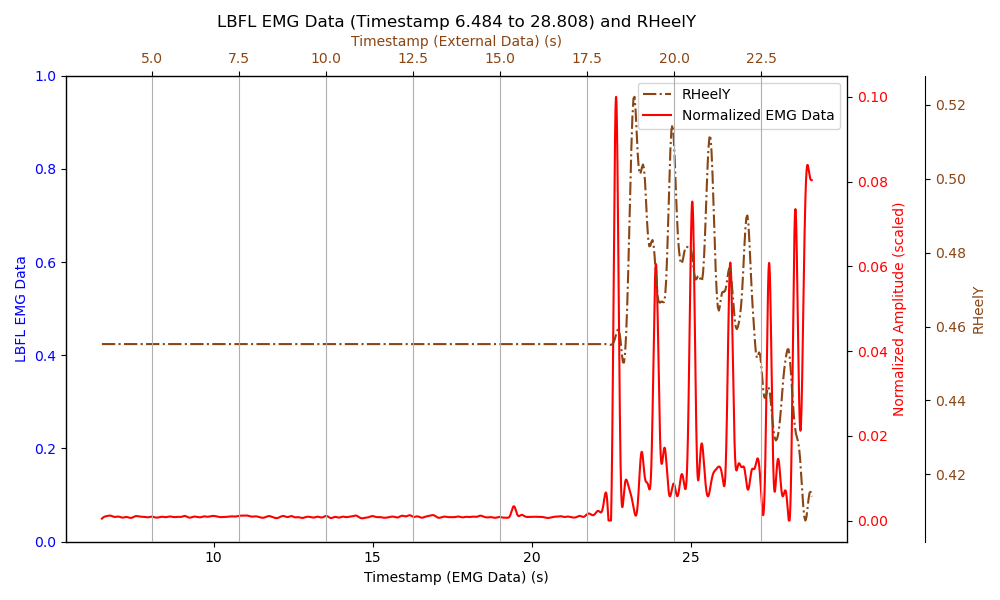 LBFL EMG Data (Timestamp 6.484 to 28.808) and RHeelY
Timestamp (External Data) (s)
5.0 7.5 10.0 12.5 15.0 17.5 20.0 22.5
RHeelY
Normalized EMG Data
LBFL EMG Data
1.0
0.8
0.6
0.4
0.2
0.0
0.10
0.08
0.06
0.04
0.02
0.00
Normalized Amplitude (scaled)
0.52
0.50
0.48
0.46
0.44
0.42
RHeelY
10 15 20 25
Timestamp (EMG Data) (s)